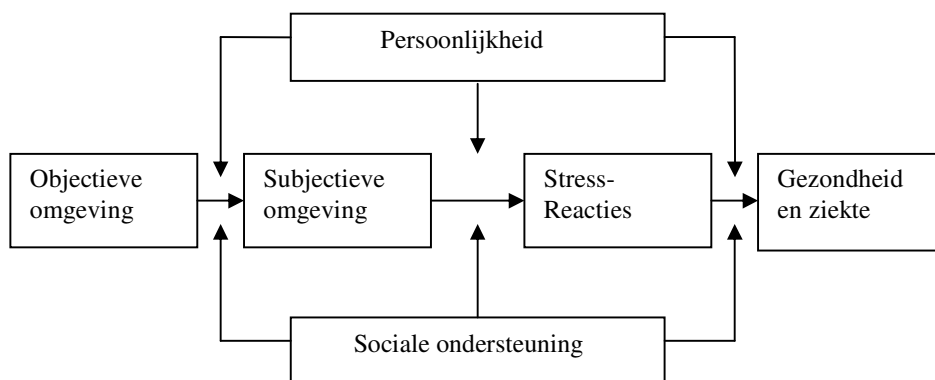 Persoonlijkheid
Objectieve
omgeving
Subjectieve
omgeving
Stress-
Reacties
Gezondheid
en ziekte
Sociale ondersteuning